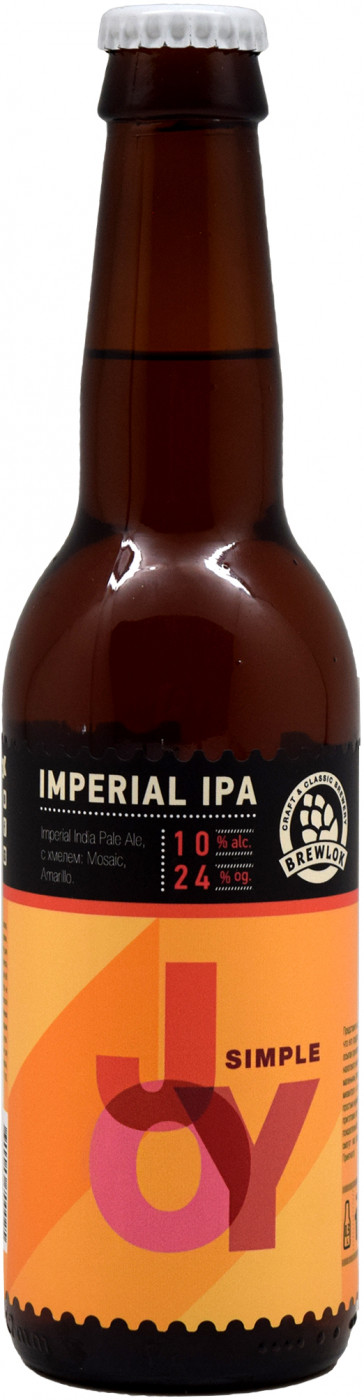 IMPERIAL IPA
Imperial India Pale Ale,
с хмелем: Mosaic,
Amarillo.
10 % alc.
24 % og.
CRAFT & CLASSIC BREWERY
BREWLOK
SIMPLE
JOY